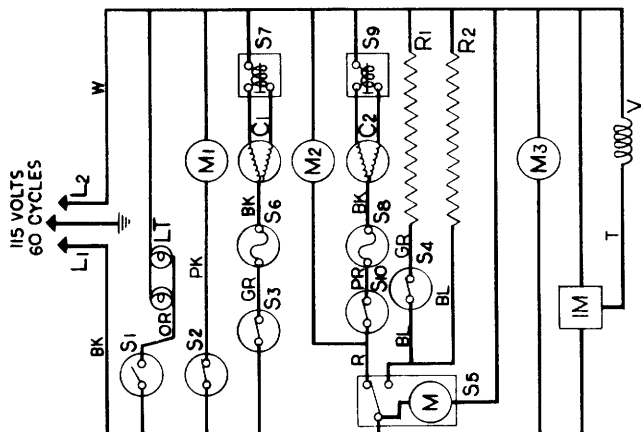 115 VOLTS
60 CYCLES
L1
L2
BK
W
S1
OR
LT
S2
PK
M1
S3
GR
S6
BK
C1
S7
M2
R
S10
PR
S8
BK
C2
S9
BL
S4
GR
R1
BL
R2
M
S5
M3
IM
T
V